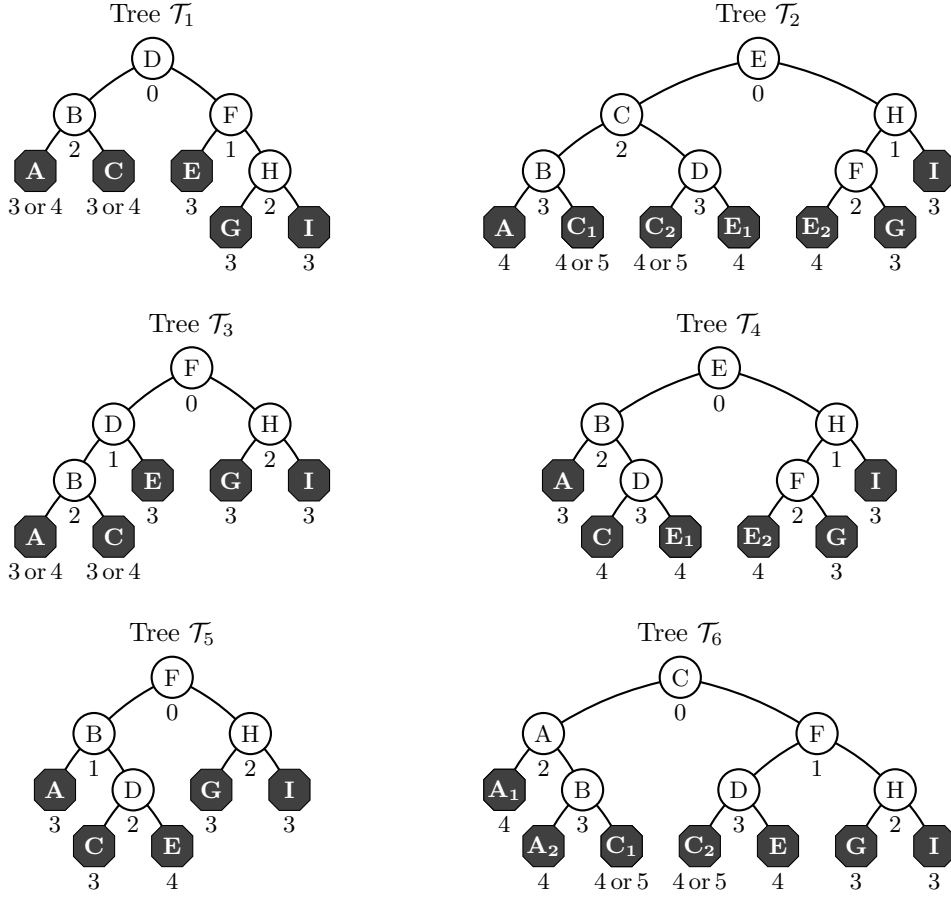 Tree 𝒯₁ Tree 𝒯₂
D E
0 0
B F C H
2 1 2 1
A C E H B D F I
3 or 4 3 or 4 3 2 3 3 2 3
G I A C₁ C₂ E₁ E₂ G
3 3 4 4 or 5 4 or 5 4 4 3
Tree 𝒯₃ Tree 𝒯₄
F E
0 0
D H B H
1 2 2 1
B E G I A D F I
2 3 3 3 3 3 2 3
A C C E₁ E₂ G
3 or 4 3 or 4 4 4 4 3
Tree 𝒯₅ Tree 𝒯₆
F C
0 0
B H A F
1 2 2 1
A D G I A₁ B D H
3 2 3 3 4 3 3 2
C E A₂ C₁ C₂ E G I
3 4 4 4 or 5 4 or 5 4 3 3